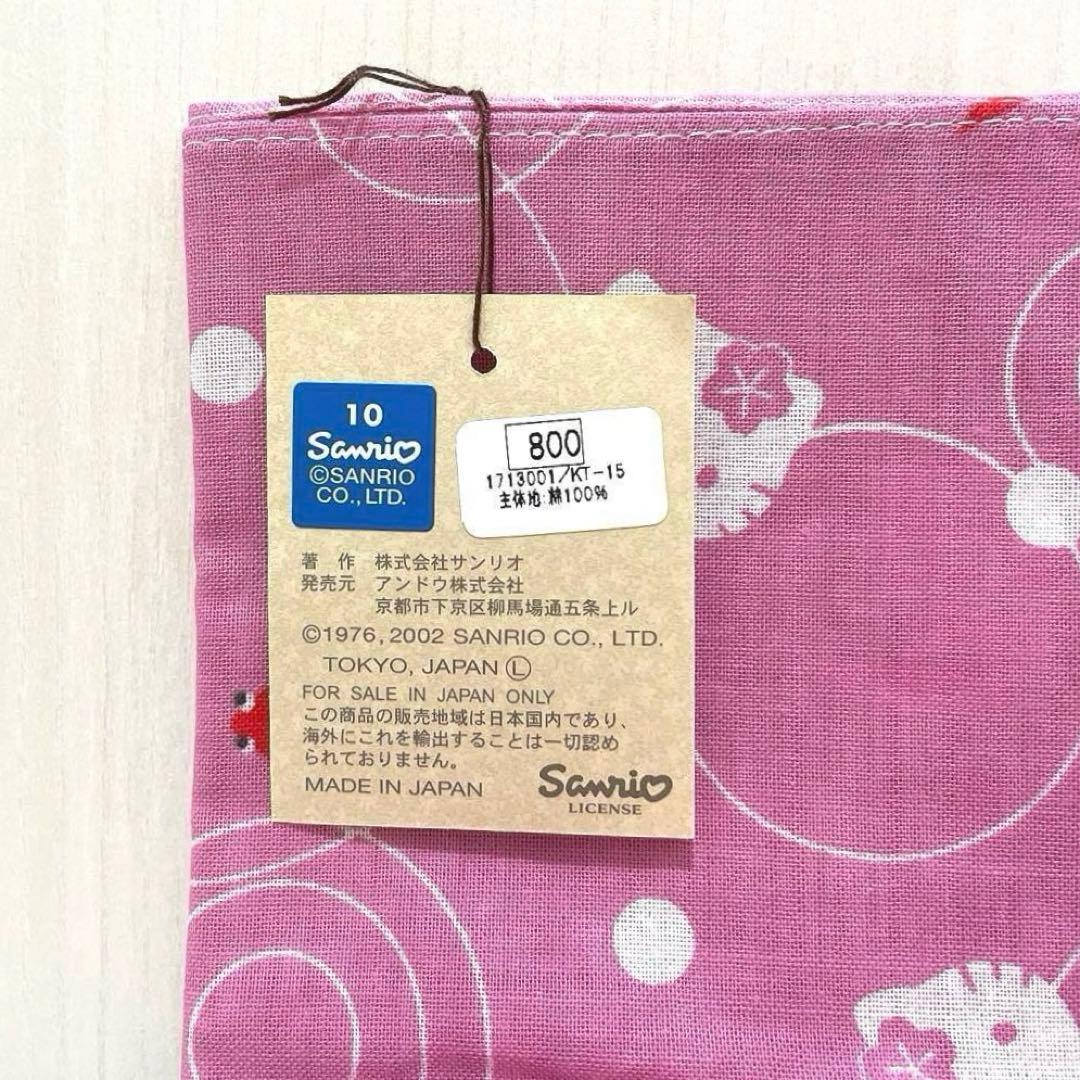 10
Sanrio
©SANRIO
CO., LTD.
800
1713001/KT-15
主体地:綿100%
著　作　株式会社サンリオ
発売元　アンドウ株式会社
京都市下京区柳馬場通五条上ル
©1976, 2002 SANRIO CO., LTD.
TOKYO, JAPAN Ⓛ
FOR SALE IN JAPAN ONLY
この商品の販売地域は日本国内であり、
海外にこれを輸出することは一切認め
られておりません。
MADE IN JAPAN
Sanrio
LICENSE